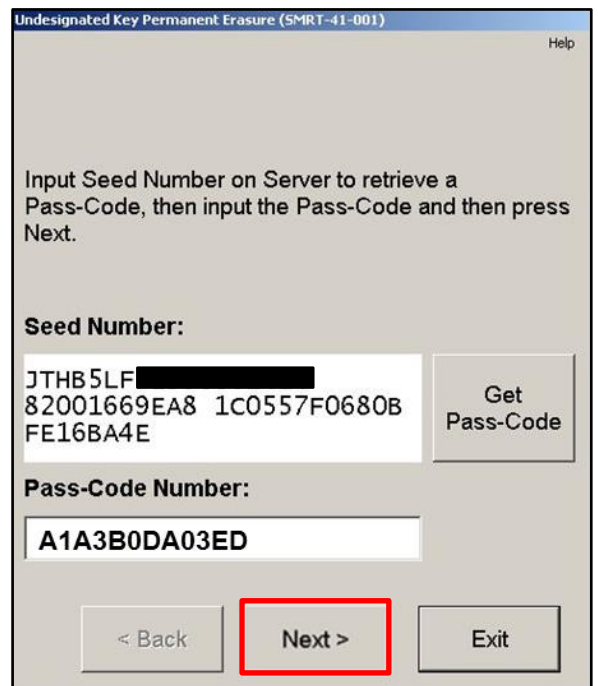 Undesignated Key Permanent Erasure (SMRT-41-001)
Help
Input Seed Number on Server to retrieve a
Pass-Code, then input the Pass-Code and then press
Next.
Seed Number:
JTHB5LF
82001669EA8 1C0557F0680B
FE16BA4E
Get
Pass-Code
Pass-Code Number:
A1A3B0DA03ED
< Back
Next >
Exit